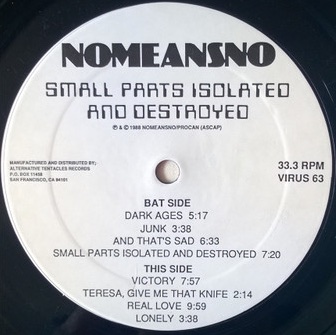 NOMEANSNO
SMALL PARTS ISOLATED
AND DESTROYED
℗ & © 1988 NOMEANSNO/PROCAN (ASCAP)
MANUFACTURED AND DISTRIBUTED BY:
ALTERNATIVE TENTACLES RECORDS
P.O. BOX 11458
SAN FRANCISCO, CA 94101
33.3 RPM
VIRUS 63
BAT SIDE
DARK AGES 5:17
JUNK 3:38
AND THAT'S SAD 6:33
SMALL PARTS ISOLATED AND DESTROYED 7:20
THIS SIDE
VICTORY 7:57
TERESA, GIVE ME THAT KNIFE 2:14
REAL LOVE 9:59
LONELY 3:38